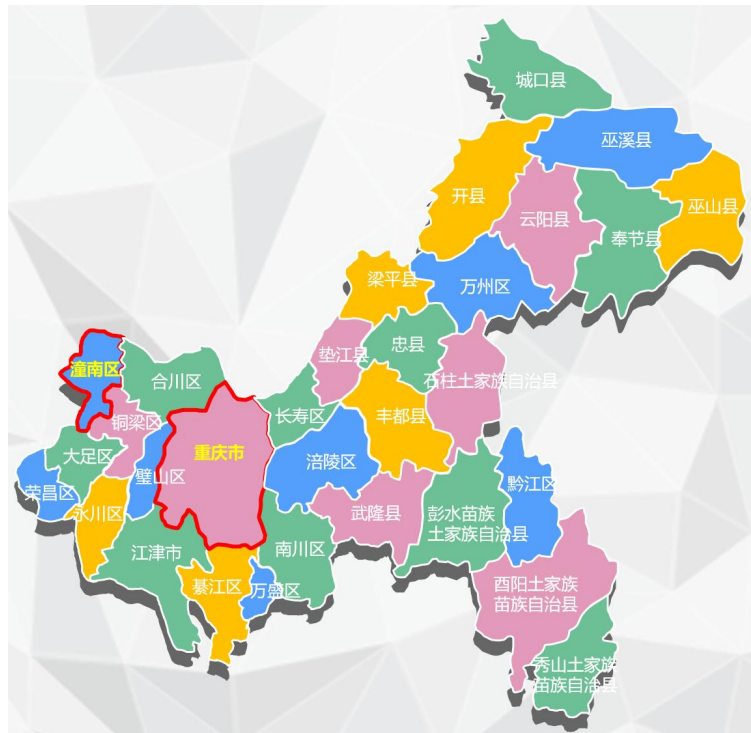 城口县
巫溪县
开县
云阳县
奉节县
巫山县
梁平县
万州区
垫江县
忠县
石柱土家族自治县
潼南区
合川区
铜梁区
长寿区
丰都县
重庆市
涪陵区
大足区
璧山区
荣昌区
永川区
武隆县
彭水苗族
土家族自治县
黔江区
江津市
南川区
綦江区
万盛区
酉阳土家族
苗族自治县
秀山土家族
苗族自治县